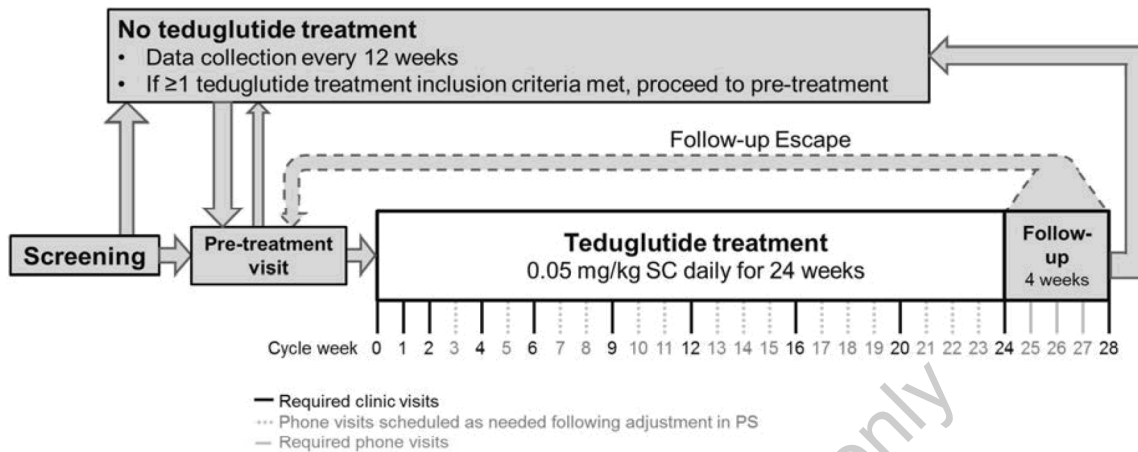 No teduglutide treatment
• Data collection every 12 weeks
• If ≥1 teduglutide treatment inclusion criteria met, proceed to pre-treatment
Follow-up Escape
Screening
Pre-treatment
visit
Teduglutide treatment
0.05 mg/kg SC daily for 24 weeks
Follow-
up
4 weeks
Cycle week 0 1 2 3 4 5 6 7 8 9 10 11 12 13 14 15 16 17 18 19 20 21 22 23 24 25 26 27 28
Required clinic visits
Phone visits scheduled as needed following adjustment in PS
Required phone visits
only